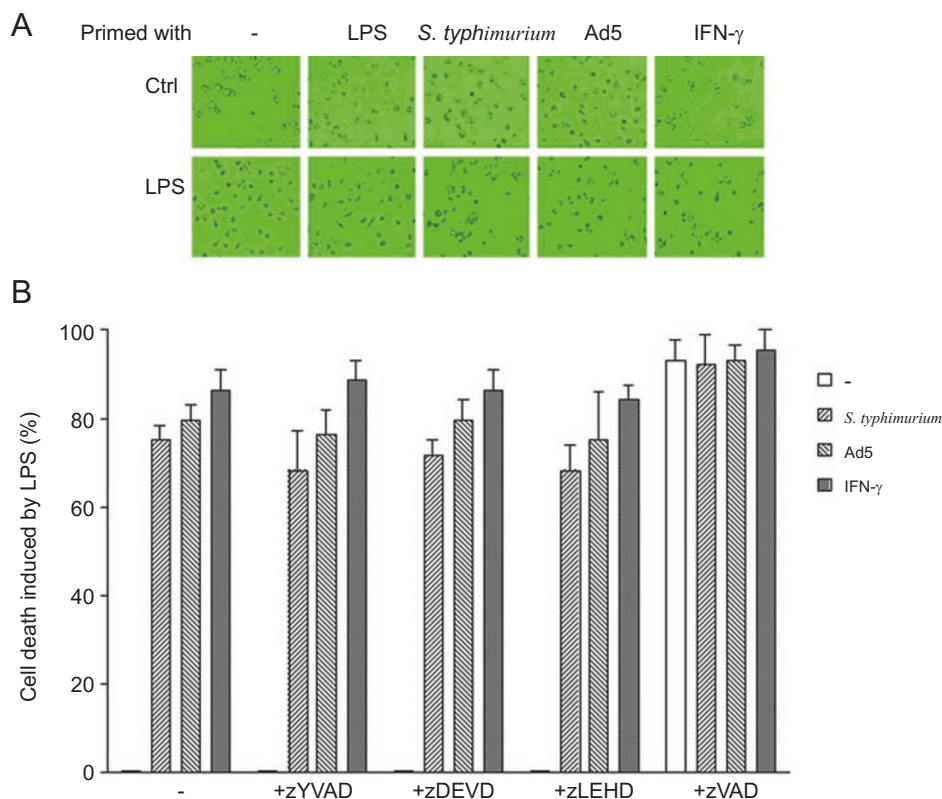 A
Primed with - LPS S. typhimurium Ad5 IFN-γ
Ctrl
LPS
B
Cell death induced by LPS (%)
100
80
60
40
20
0
- +zYVAD +zDEVD +zLEHD +zVAD
-
S. typhimurium
Ad5
IFN-γ